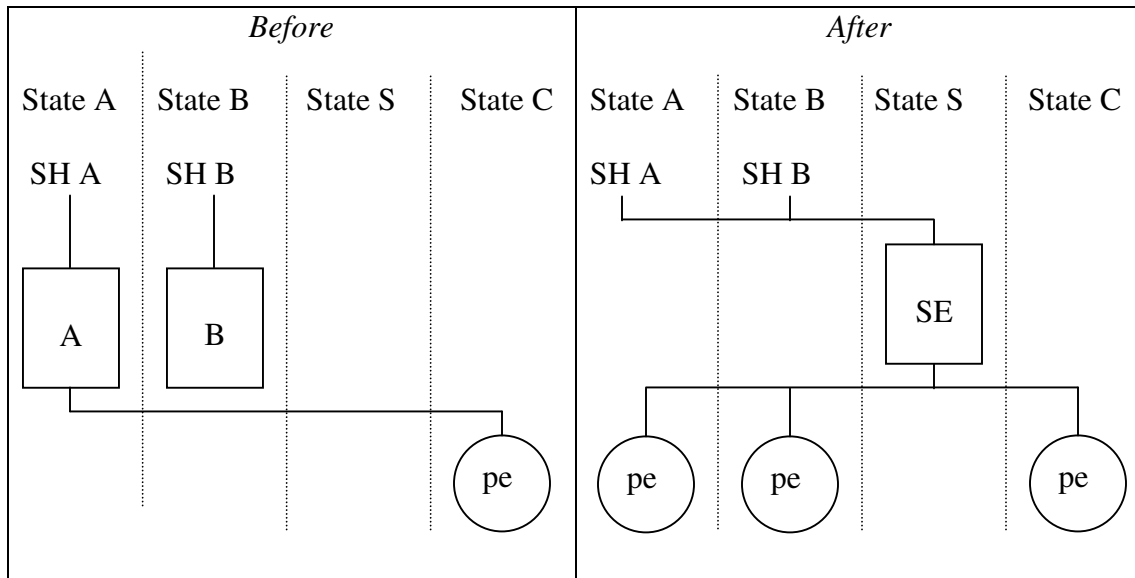 Before
State A State B State S State C
SH A SH B
A B
pe
After
State A State B State S State C
SH A SH B
SE
pe pe pe